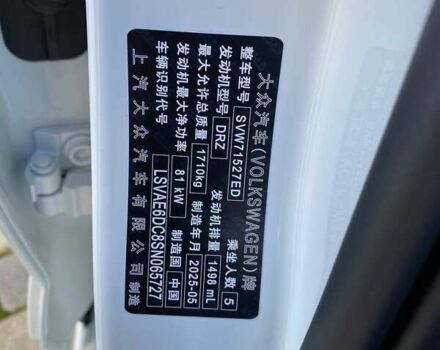 大众汽车(VOLKSWAGEN)牌
整车型号 SVW71527ED 乘坐人数 5
发动机型号 DRZ 发动机排量 1498 mL
最大允许总质量 1710kg 制造年月 2025-05
发动机最大净功率 81 kW 制造国 中国
车辆识别代号 LSVAE6DC8SN065727
上汽大众汽车有限公司制造